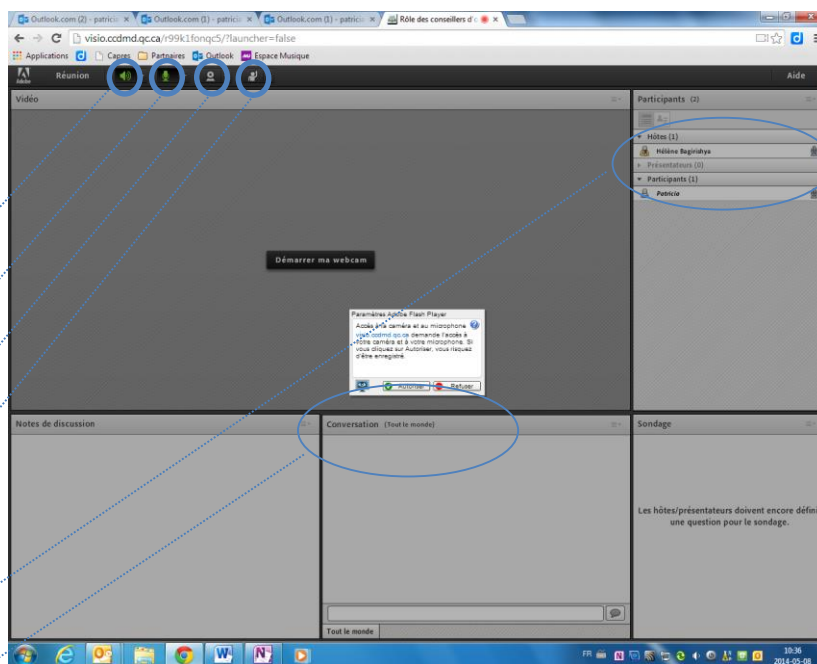 Outlook.com (2) - patricia
Outlook.com (1) - patricia
Outlook.com (1) - patricia
Rôle des conseillers d'o
visio.ccdmd.qc.ca/r99k1fonqc5/?launcher=false
Applications
Capres
Partnaires
Outlook
Espace Musique
Adobe
Réunion
Aide
Vidéo
Participants (2)
Hôtes (1)
Hélène Bagirishya
Présentateurs (0)
Participants (1)
Patricia
Démarrer ma webcam
Paramètres Adobe Flash Player
Accès à la caméra et au microphone
visio.ccdmd.qc.ca demande l'accès à
votre caméra et à votre microphone. Si
vous cliquez sur Autoriser, vous risquez
d'être enregistré.
Autoriser
Refuser
Notes de discussion
Conversation (Tout le monde)
Sondage
Les hôtes/présentateurs doivent encore défini
une question pour le sondage.
Tout le monde
FR
10:36
2014-05-08